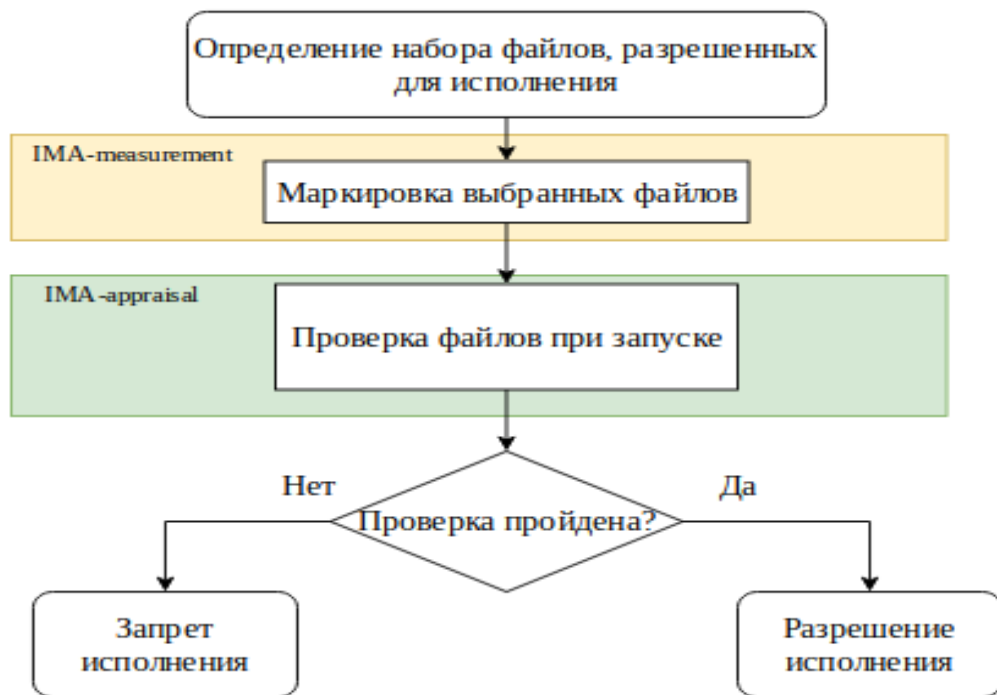 Определение набора файлов, разрешенных
для исполнения
IMA-measurement
Маркировка выбранных файлов
IMA-appraisal
Проверка файлов при запуске
Нет
Да
Проверка пройдена?
Запрет
исполнения
Разрешение
исполнения